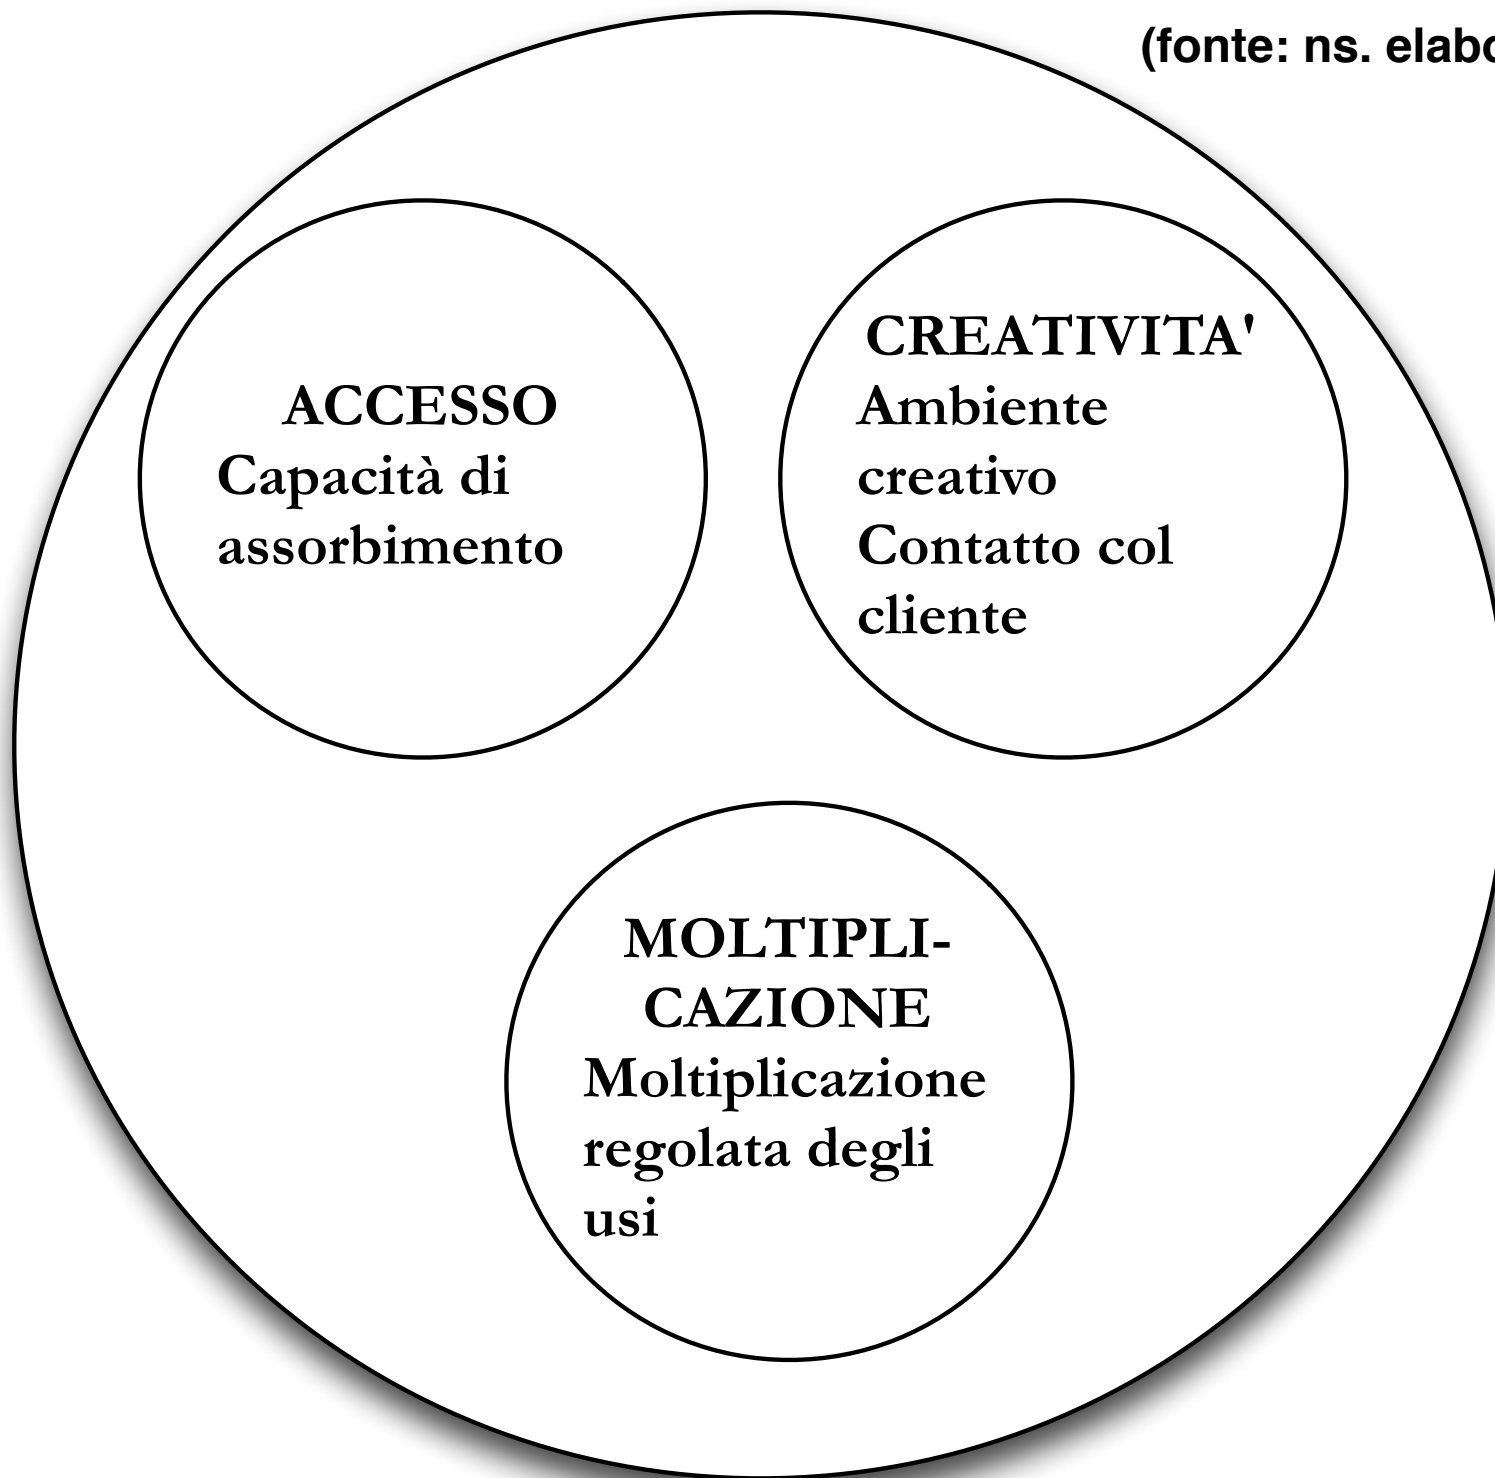 (fonte: ns. elabo
ACCESSO
Capacità di
assorbimento
CREATIVITA'
Ambiente
creativo
Contatto col
cliente
MOLTIPLI-
CAZIONE
Moltiplicazione
regolata degli
usi